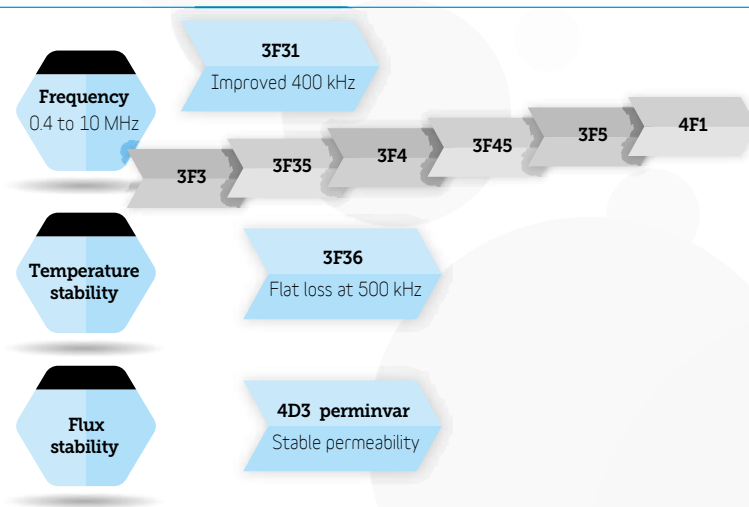 3F31
Improved 400 kHz
Frequency
0.4 to 10 MHz
3F3
3F35
3F4
3F45
3F5
4F1
Temperature
stability
3F36
Flat loss at 500 kHz
Flux
stability
4D3 perminvar
Stable permeability